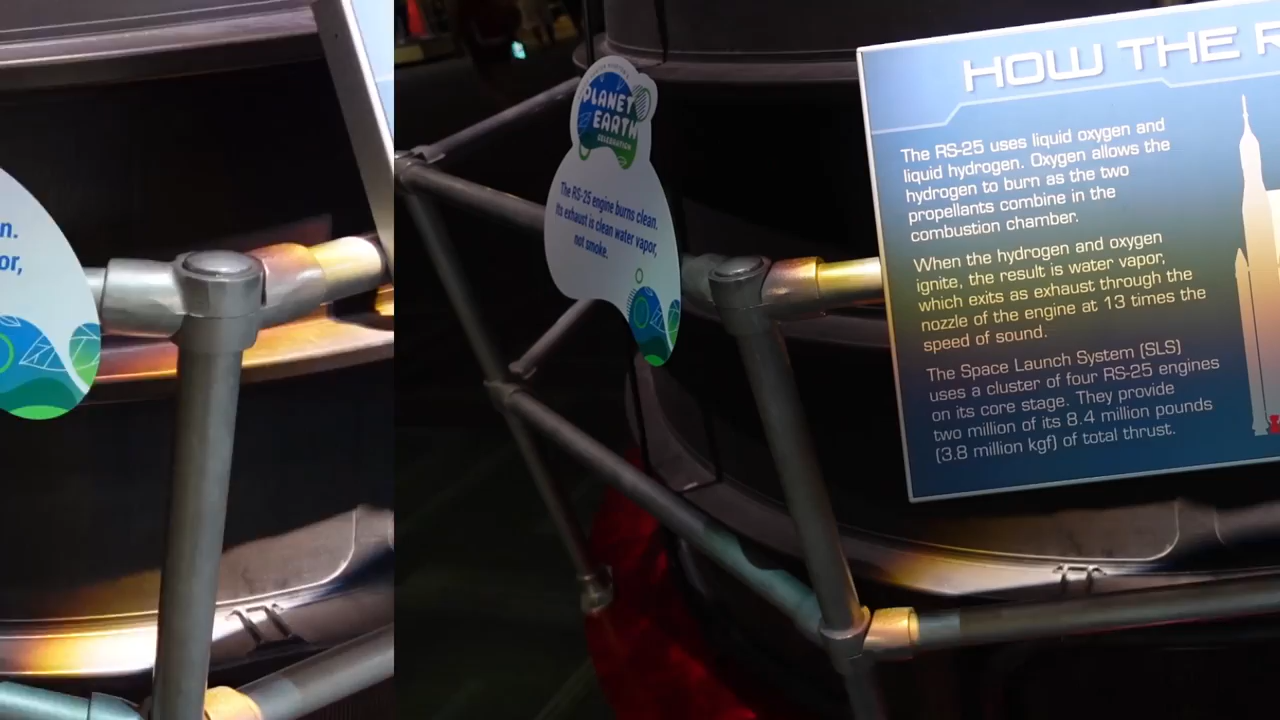 n.
or,
PLANET
EARTH
OBSERVATION
The RS-25 engine burns clean.
Its exhaust is clean water vapor,
not smoke.
HOW THE R
The RS-25 uses liquid oxygen and
liquid hydrogen. Oxygen allows the
hydrogen to burn as the two
propellants combine in the
combustion chamber.
When the hydrogen and oxygen
ignite, the result is water vapor,
which exits as exhaust through the
nozzle of the engine at 13 times the
speed of sound.
The Space Launch System (SLS)
uses a cluster of four RS-25 engines
on its core stage. They provide
two million of its 8.4 million pounds
(3.8 million kgf) of total thrust.